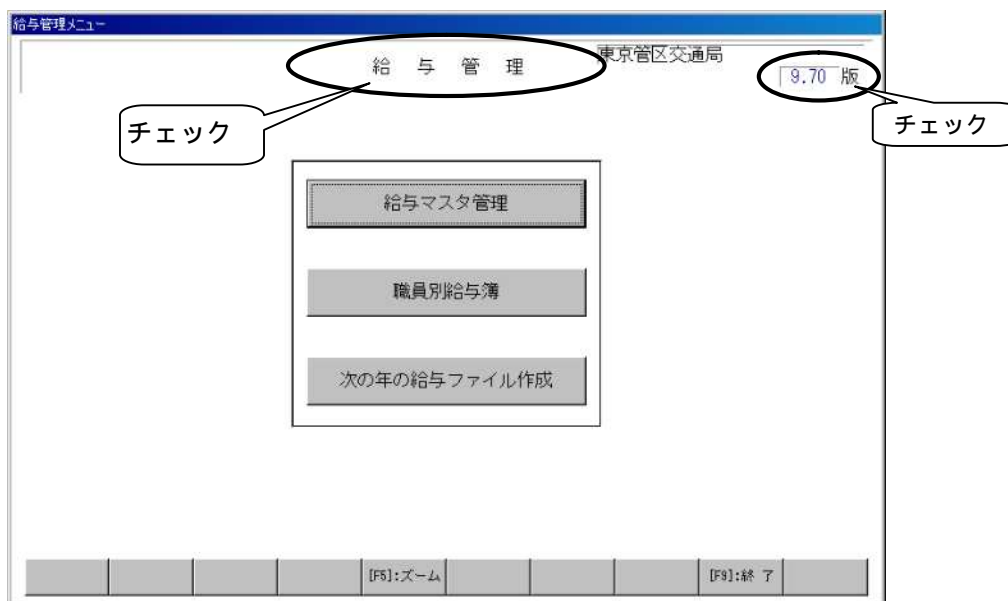 給与管理メニュー
給 与 管 理
東京管区交通局
9.70 版
チェック
チェック
給与マスタ管理
職員別給与簿
次の年の給与ファイル作成
[F5]:ズーム
[F9]:終 了